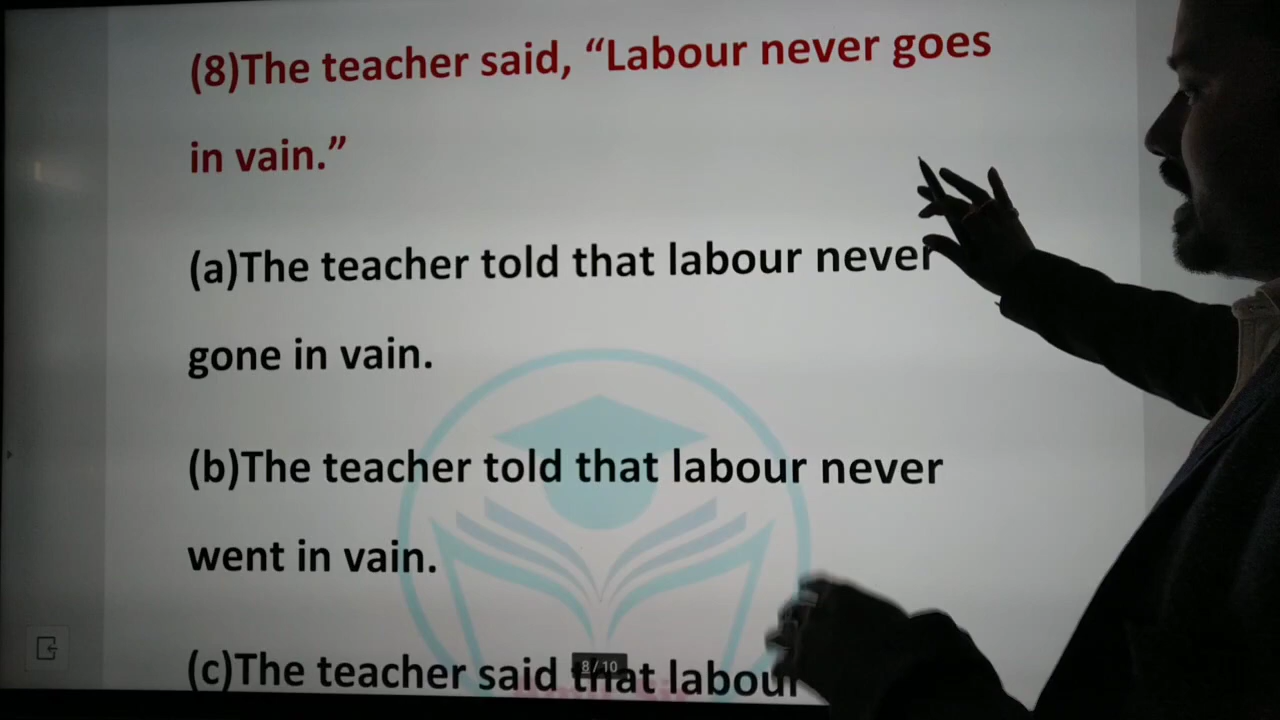 (8)The teacher said, “Labour never goes
in vain.”
(a)The teacher told that labour never
gone in vain.
(b)The teacher told that labour never
went in vain.
(c)The teacher said that labour
8 / 10